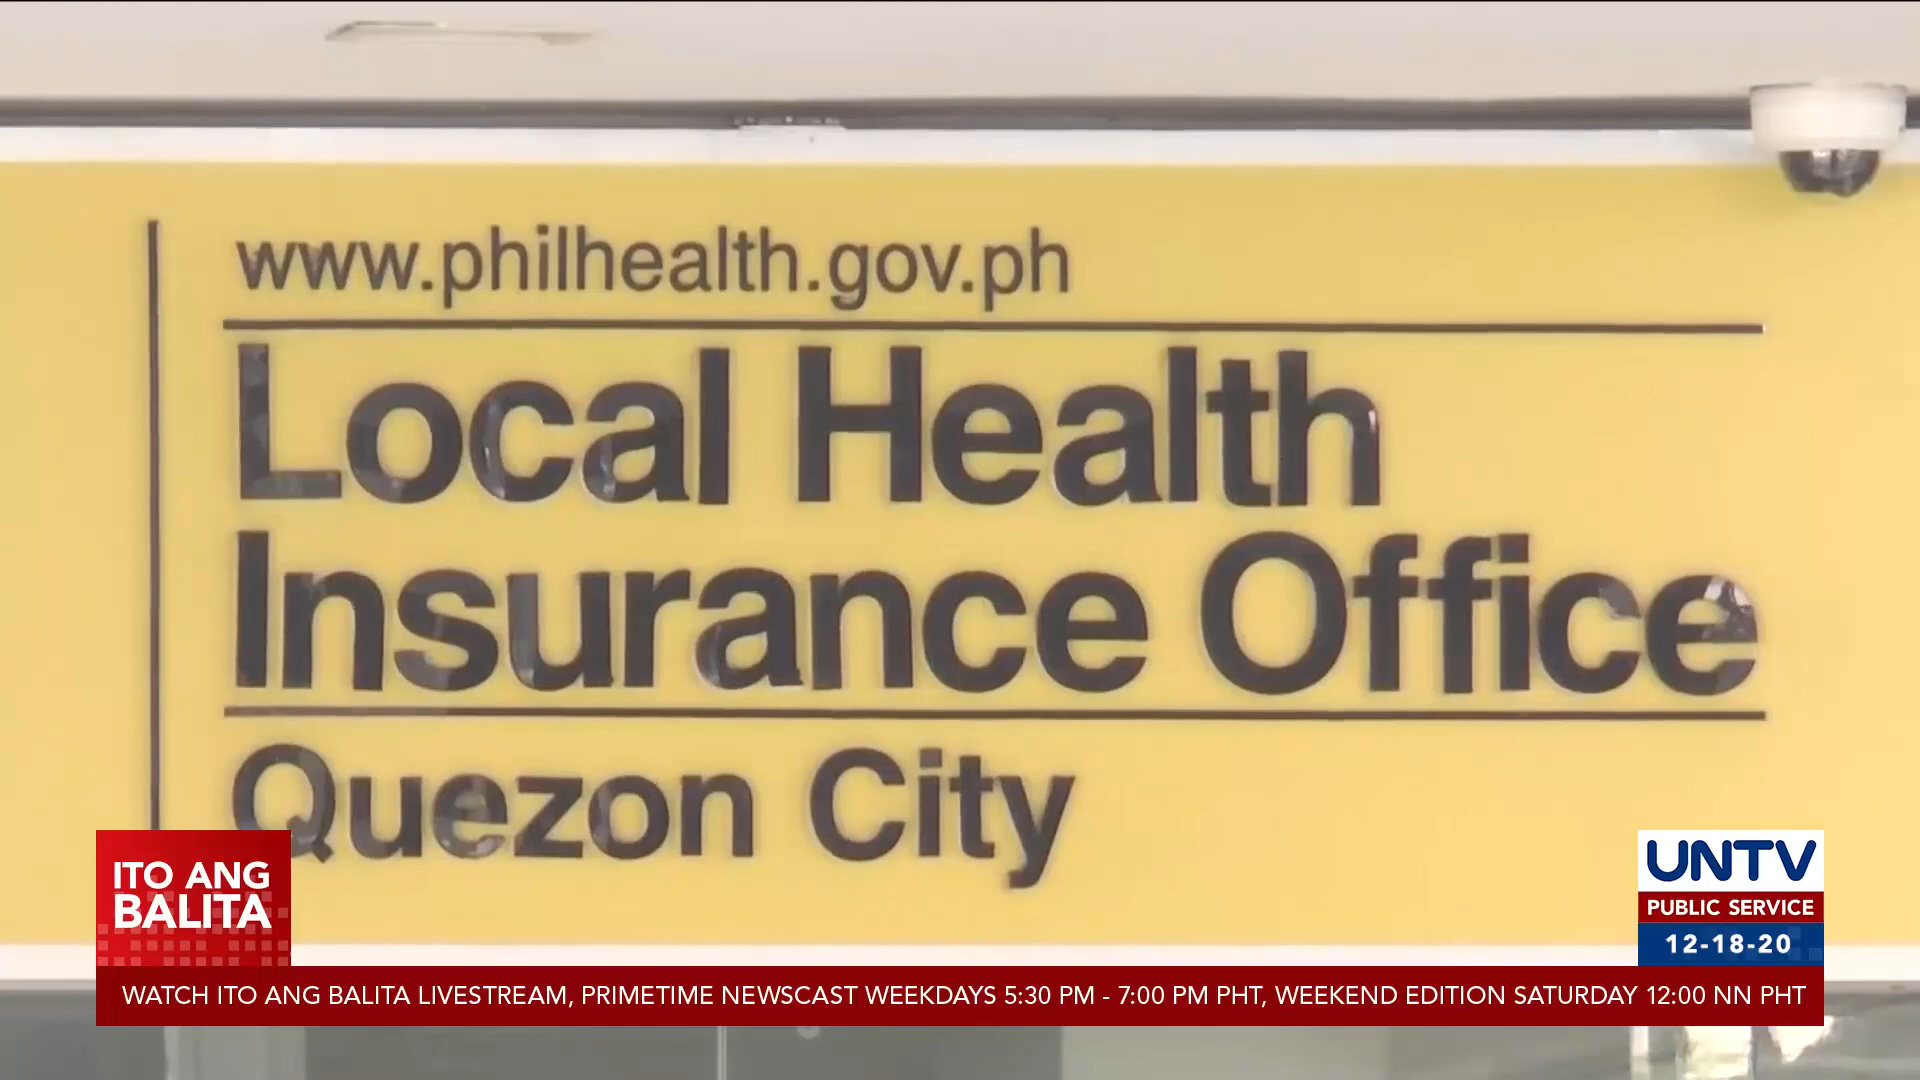 www.philhealth.gov.ph
Local Health
Insurance Office
Quezon City
ITO ANG
BALITA
UNTV
PUBLIC SERVICE
12-18-20
WATCH ITO ANG BALITA LIVESTREAM, PRIMETIME NEWSCAST WEEKDAYS 5:30 PM - 7:00 PM PHT, WEEKEND EDITION SATURDAY 12:00 NN PHT